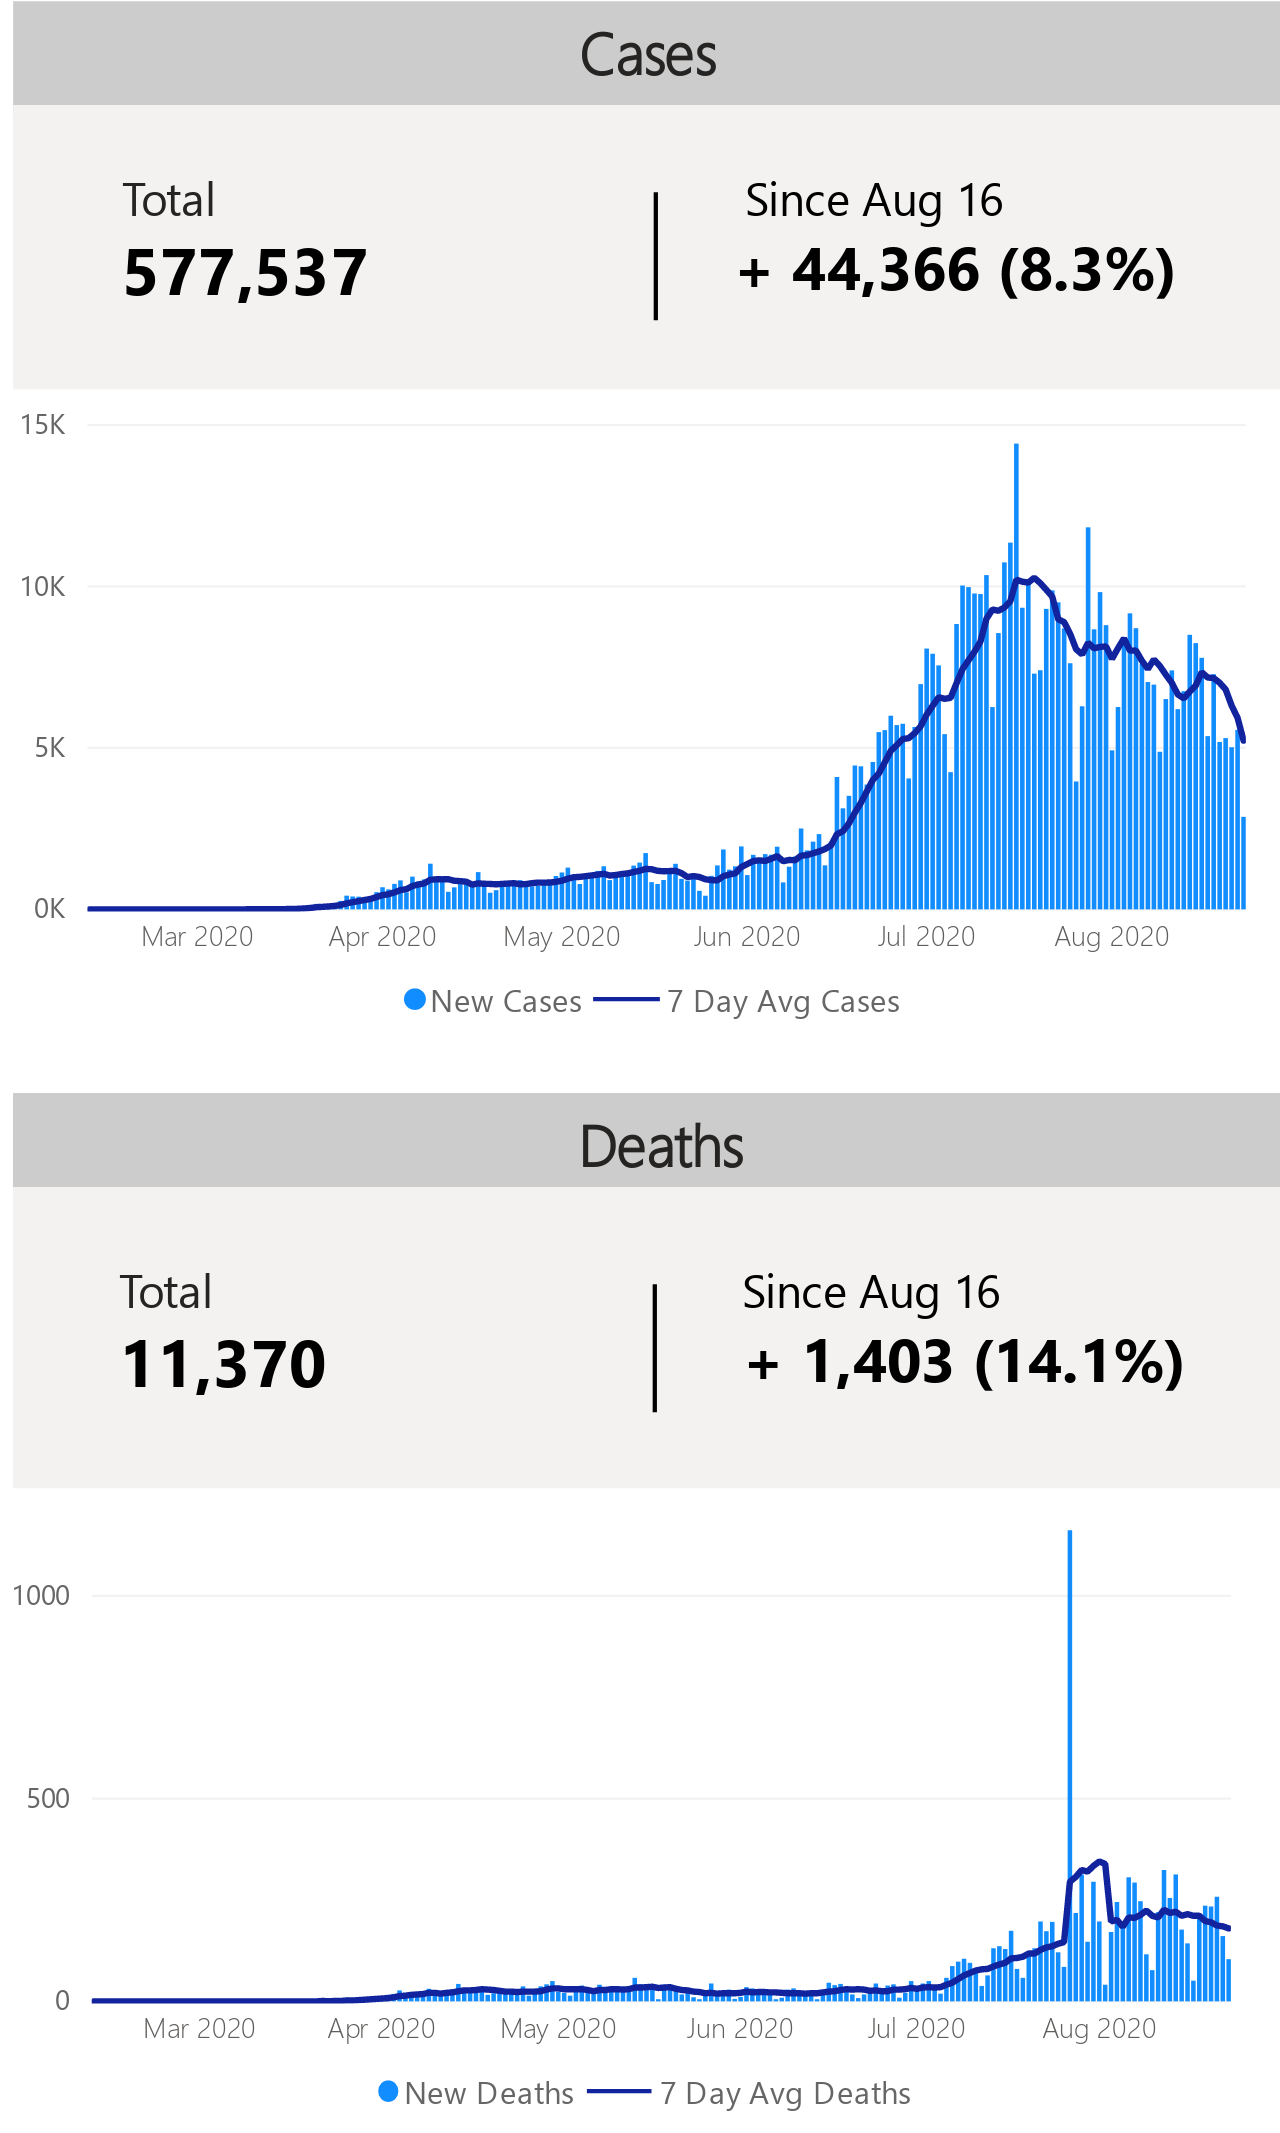 Cases
Total
577,537
Since Aug 16
+ 44,366 (8.3%)
15K
10K
5K
0K
Mar 2020 Apr 2020 May 2020 Jun 2020 Jul 2020 Aug 2020
New Cases 7 Day Avg Cases
Deaths
Total
11,370
Since Aug 16
+ 1,403 (14.1%)
1000
500
0
Mar 2020 Apr 2020 May 2020 Jun 2020 Jul 2020 Aug 2020
New Deaths 7 Day Avg Deaths